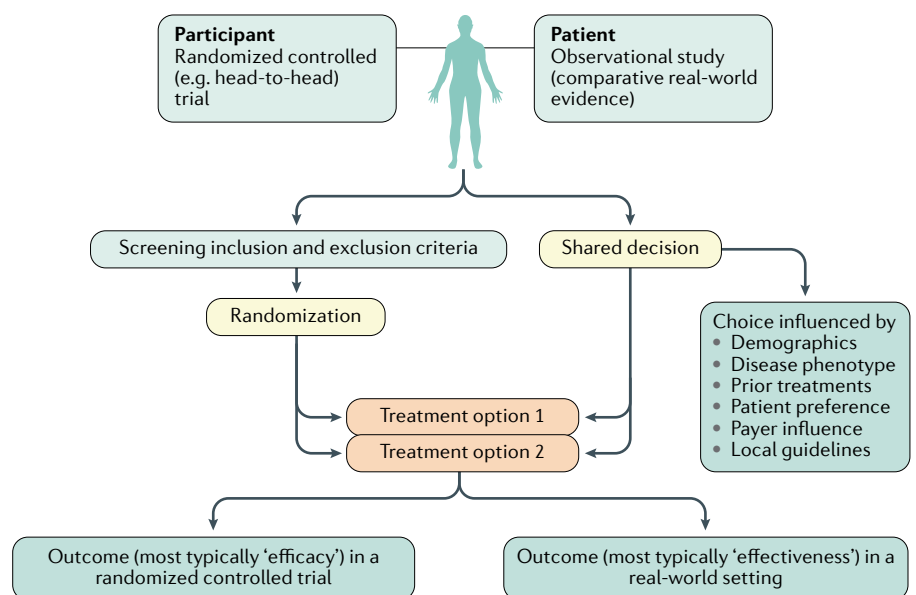 Participant
Randomized controlled
(e.g. head-to-head)
trial
Patient
Observational study
(comparative real-world
evidence)
Screening inclusion and exclusion criteria
Shared decision
Randomization
Choice influenced by
• Demographics
• Disease phenotype
• Prior treatments
• Patient preference
• Payer influence
• Local guidelines
Treatment option 1
Treatment option 2
Outcome (most typically ‘efficacy’) in a
randomized controlled trial
Outcome (most typically ‘effectiveness’) in a
real-world setting